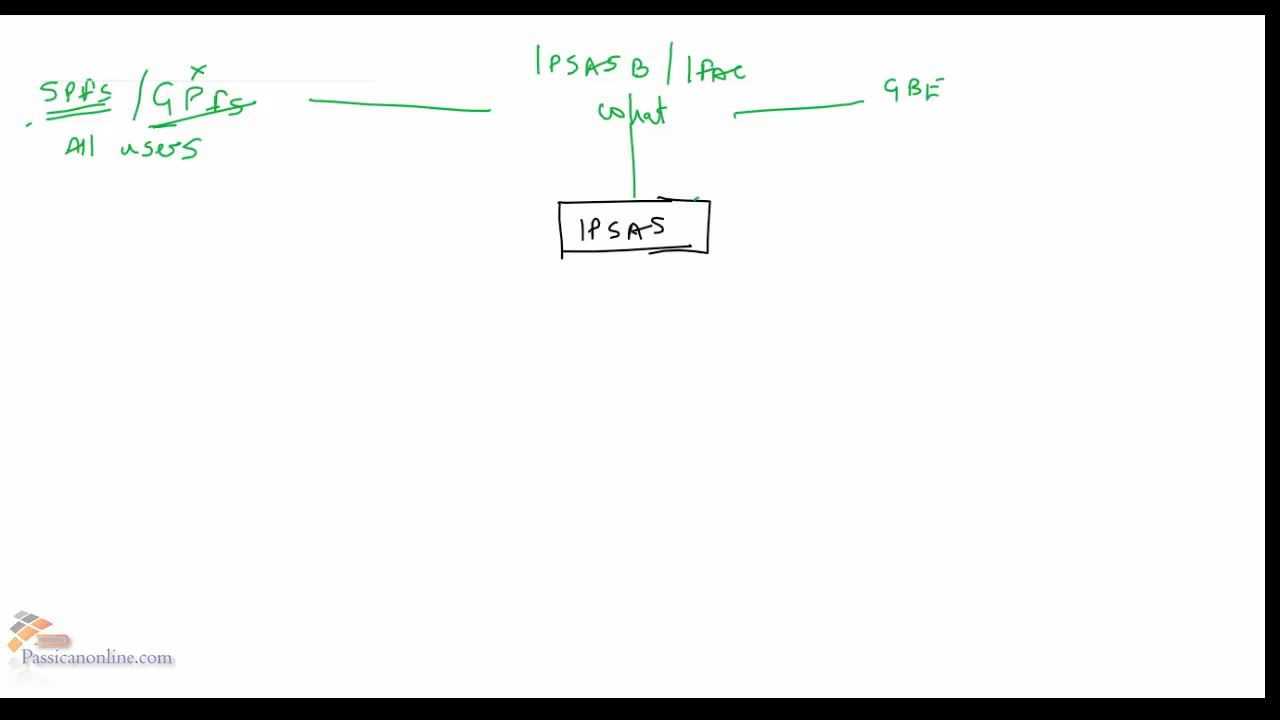 SPfs / GPfs
x
All users
IPSASB / IFAC
what
GBE
IPSAS
Passicanonline.com